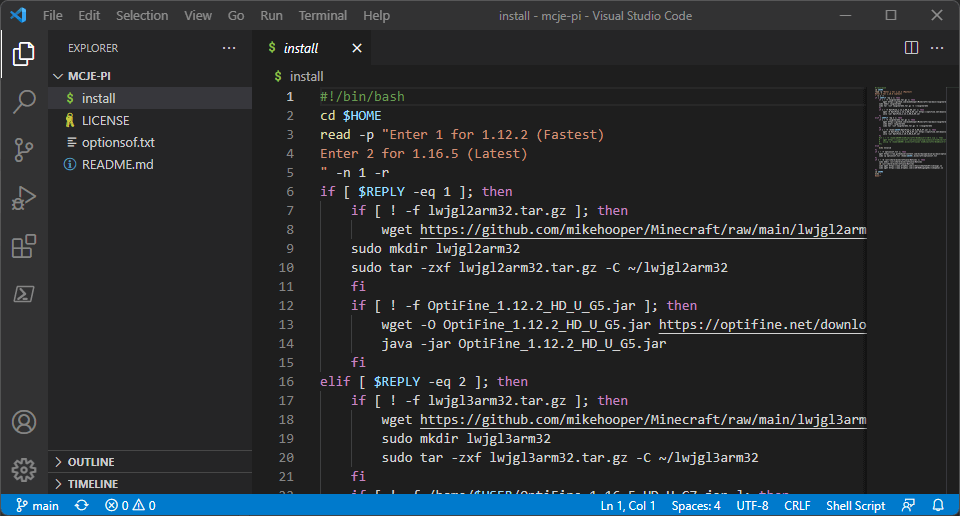 File Edit Selection View Go Run Terminal Help install - mcje-pi - Visual Studio Code
EXPLORER
MCJE-PI
install
LICENSE
optionsof.txt
README.md
OUTLINE
TIMELINE
install
install
1 #!/bin/bash
2 cd $HOME
3 read -p "Enter 1 for 1.12.2 (Fastest)
4 Enter 2 for 1.16.5 (Latest)
5 " -n 1 -r
6 if [ $REPLY -eq 1 ]; then
7 if [ ! -f lwjgl2arm32.tar.gz ]; then
8 wget https://github.com/mikehooper/Minecraft/raw/main/lwjgl2arm
9 sudo mkdir lwjgl2arm32
10 sudo tar -zxf lwjgl2arm32.tar.gz -C ~/lwjgl2arm32
11 fi
12 if [ ! -f OptiFine_1.12.2_HD_U_G5.jar ]; then
13 wget -O OptiFine_1.12.2_HD_U_G5.jar https://optifine.net/downlo
14 java -jar OptiFine_1.12.2_HD_U_G5.jar
15 fi
16 elif [ $REPLY -eq 2 ]; then
17 if [ ! -f lwjgl3arm32.tar.gz ]; then
18 wget https://github.com/mikehooper/Minecraft/raw/main/lwjgl3arm
19 sudo mkdir lwjgl3arm32
20 sudo tar -zxf lwjgl3arm32.tar.gz -C ~/lwjgl3arm32
21 fi
22 if [ ! -f /home/$USER/OptiFine_1.16.5_HD_U_G7.jar ]; then
main 0 0 Ln 1, Col 1 Spaces: 4 UTF-8 CRLF Shell Script